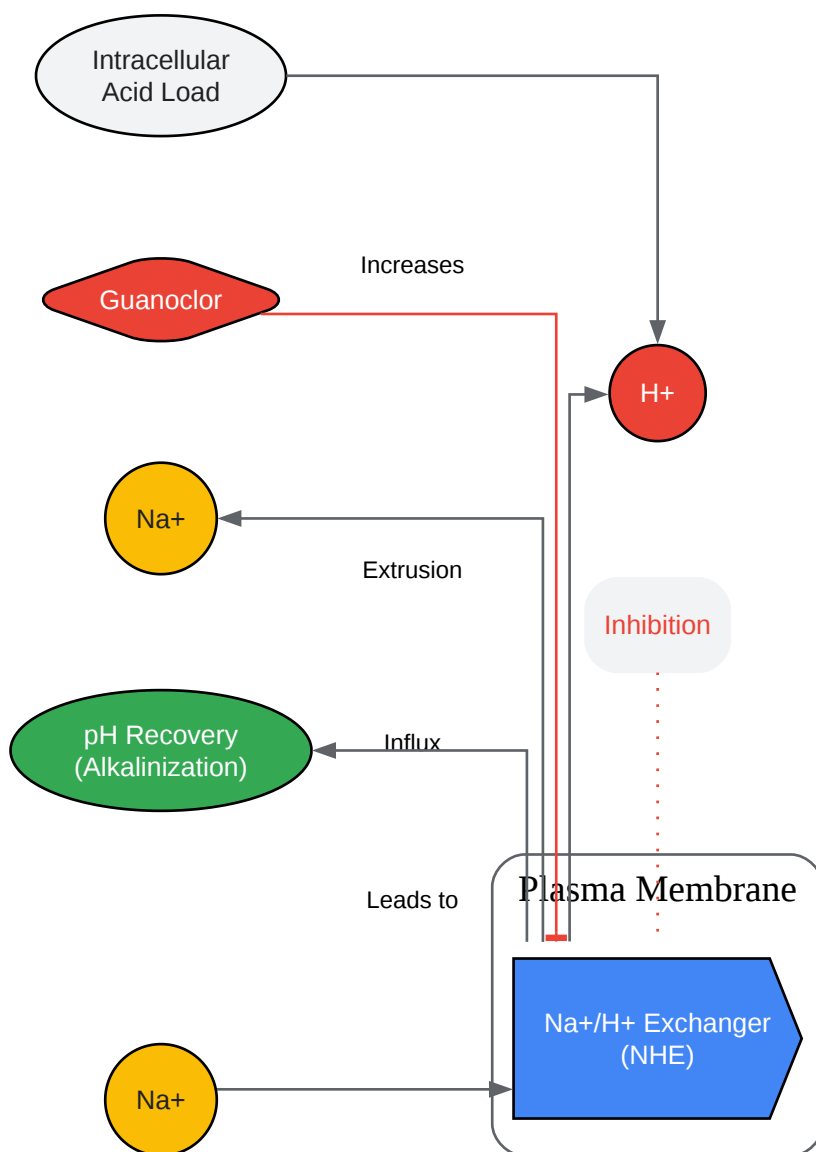 Intracellular
Acid Load
Increases
Guanoclor
H+
Na+
Extrusion
Inhibition
pH Recovery
(Alkalinization)
Influx
Plasma Membrane
Leads to
Na+/H+ Exchanger
(NHE)
Na+